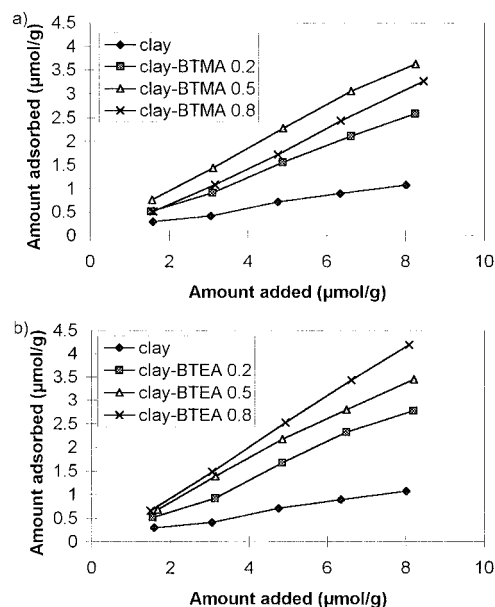 a)
4.5
4
3.5
3
2.5
2
1.5
1
0.5
0
Amount adsorbed (µmol/g)
clay
clay-BTMA 0.2
clay-BTMA 0.5
clay-BTMA 0.8
0 2 4 6 8 10
Amount added (µmol/g)
b)
4.5
4
3.5
3
2.5
2
1.5
1
0.5
0
Amount adsorbed (µmol/g)
clay
clay-BTEA 0.2
clay-BTEA 0.5
clay-BTEA 0.8
0 2 4 6 8 10
Amount added (µmol/g)